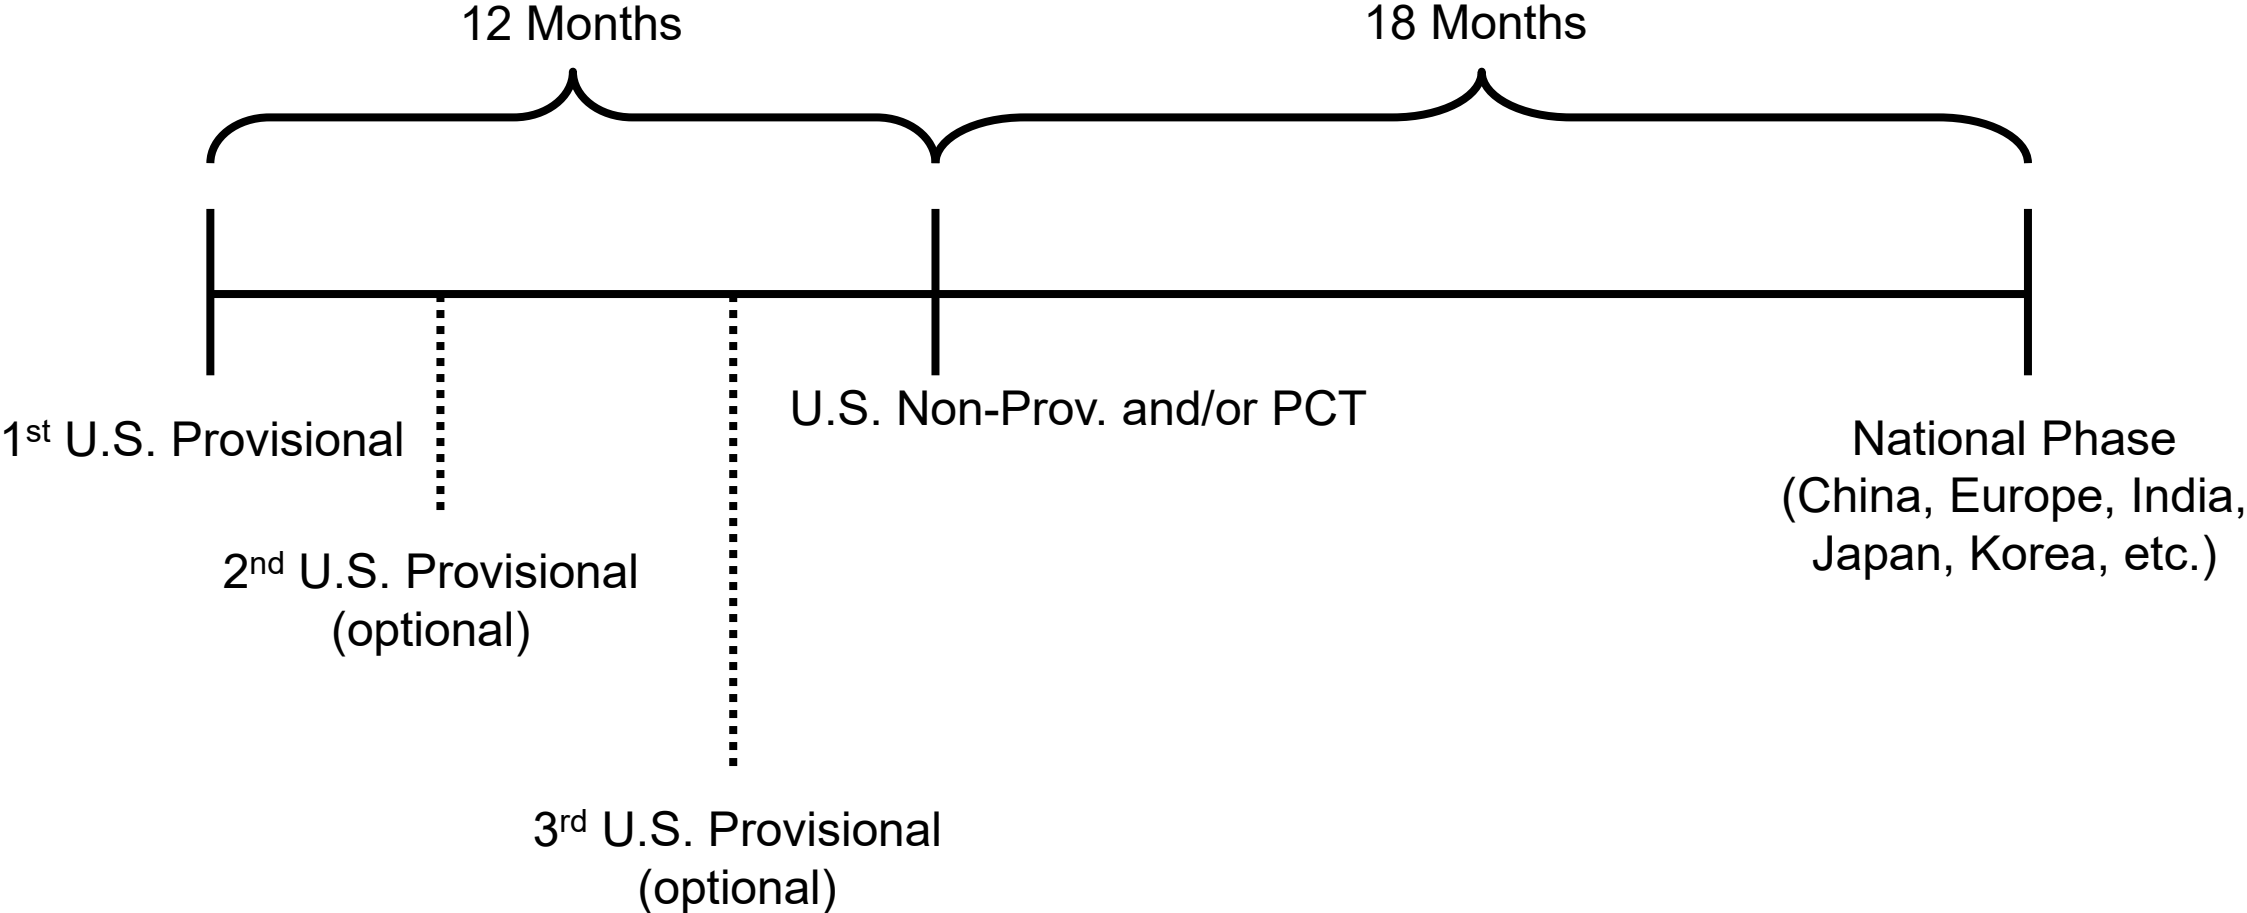 12 Months
18 Months
1st U.S. Provisional
U.S. Non-Prov. and/or PCT
National Phase
(China, Europe, India,
Japan, Korea, etc.)
2nd U.S. Provisional
(optional)
3rd U.S. Provisional
(optional)